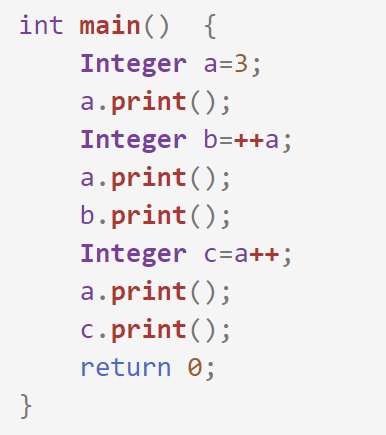 int main()  {
    Integer a=3;
    a.print();
    Integer b=++a;
    a.print();
    b.print();
    Integer c=a++;
    a.print();
    c.print();
    return 0;
}